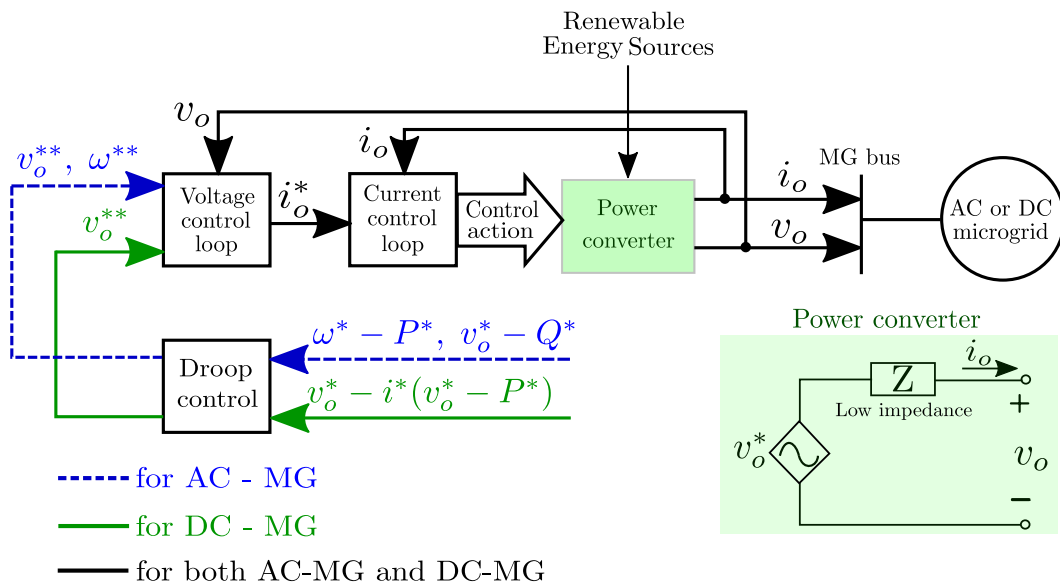 Renewable
Energy Sources
v_o
i_o
v_o^{**}, ω^{**}
v_o^{**}
Voltage
control
loop
i_o^*
Current
control
loop
Control
action
Power
converter
i_o
v_o
MG bus
AC or DC
microgrid
ω^* − P^*, v_o^* − Q^*
v_o^* − i^*(v_o^* − P^*)
Droop
control
Power converter
i_o
Z
Low impedance
+
v_o^*
v_o
−
for AC - MG
for DC - MG
for both AC-MG and DC-MG